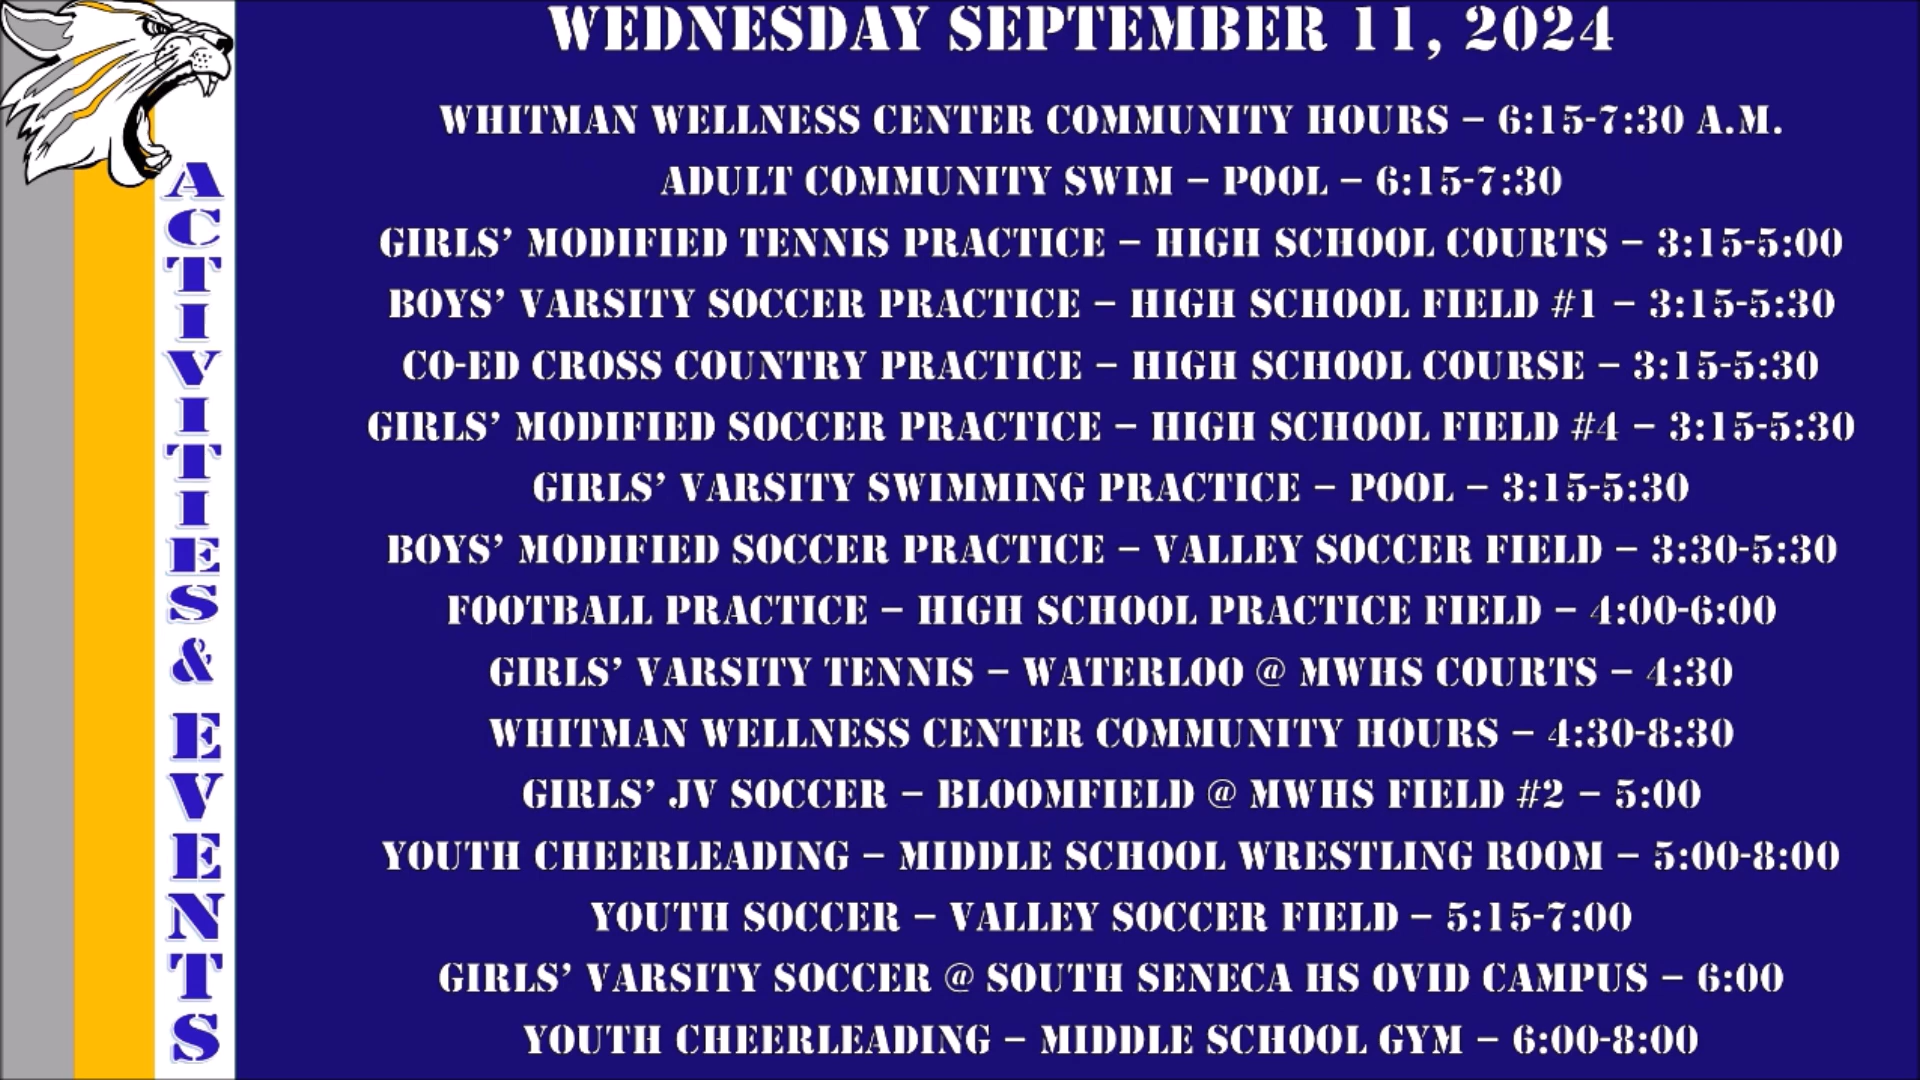 WEDNESDAY SEPTEMBER 11, 2024
WHITMAN WELLNESS CENTER COMMUNITY HOURS – 6:15-7:30 A.M.
ADULT COMMUNITY SWIM – POOL – 6:15-7:30
GIRLS’ MODIFIED TENNIS PRACTICE – HIGH SCHOOL COURTS – 3:15-5:00
BOYS’ VARSITY SOCCER PRACTICE – HIGH SCHOOL FIELD #1 – 3:15-5:30
CO-ED CROSS COUNTRY PRACTICE – HIGH SCHOOL COURSE – 3:15-5:30
GIRLS’ MODIFIED SOCCER PRACTICE – HIGH SCHOOL FIELD #4 – 3:15-5:30
GIRLS’ VARSITY SWIMMING PRACTICE – POOL – 3:15-5:30
BOYS’ MODIFIED SOCCER PRACTICE – VALLEY SOCCER FIELD – 3:30-5:30
FOOTBALL PRACTICE – HIGH SCHOOL PRACTICE FIELD – 4:00-6:00
GIRLS’ VARSITY TENNIS – WATERLOO @ MWHS COURTS – 4:30
WHITMAN WELLNESS CENTER COMMUNITY HOURS – 4:30-8:30
GIRLS’ JV SOCCER – BLOOMFIELD @ MWHS FIELD #2 – 5:00
YOUTH CHEERLEADING – MIDDLE SCHOOL WRESTLING ROOM – 5:00-8:00
YOUTH SOCCER – VALLEY SOCCER FIELD – 5:15-7:00
GIRLS’ VARSITY SOCCER @ SOUTH SENECA HS OVID CAMPUS – 6:00
YOUTH CHEERLEADING – MIDDLE SCHOOL GYM – 6:00-8:00
ACTIVITIES & EVENTS